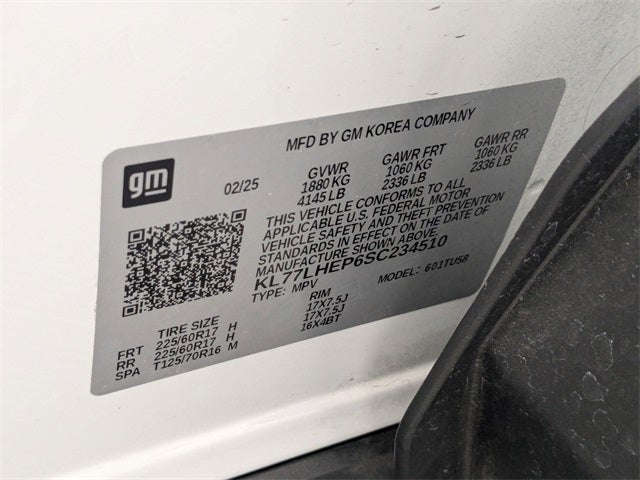 MFD BY GM KOREA COMPANY
gm
02/25
GVWR GAWR FRT GAWR RR
1880 KG 1060 KG 1060 KG
4145 LB 2336 LB 2336 LB
THIS VEHICLE CONFORMS TO ALL
APPLICABLE U.S. FEDERAL MOTOR
VEHICLE SAFETY AND THEFT PREVENTION
STANDARDS IN EFFECT ON THE DATE OF
MANUFACTURE SHOWN ABOVE.
KL77LHEP6SC234510
TYPE: MPV MODEL: 601TU58
TIRE SIZE RIM
FRT 225/60R17 H 17X7.5J
RR 225/60R17 H 17X7.5J
SPA T125/70R16 M 16X4BT